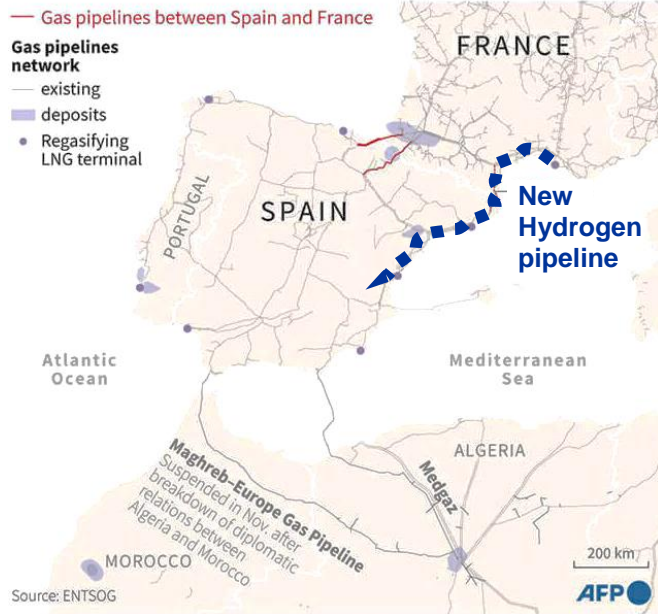 Gas pipelines between Spain and France
Gas pipelines
network
existing
deposits
Regasifying
LNG terminal
FRANCE
PORTUGAL
SPAIN
New
Hydrogen
pipeline
Atlantic
Ocean
Mediterranean
Sea
Maghreb–Europe Gas Pipeline
Suspended in Nov. after
breakdown of diplomatic
relations between
Algeria and Morocco
Medgaz
ALGERIA
MOROCCO
200 km
Source: ENTSOG
AFP